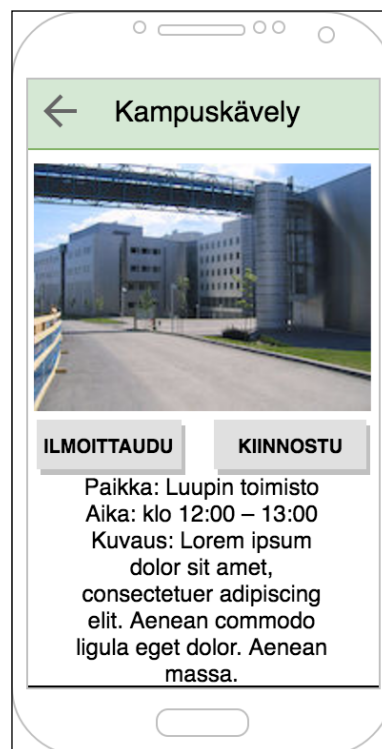 Kampuskävely
ILMOITTAUDU
KIINNOSTU
Paikka: Luupin toimisto
Aika: klo 12:00 – 13:00
Kuvaus: Lorem ipsum
dolor sit amet,
consectetuer adipiscing
elit. Aenean commodo
ligula eget dolor. Aenean
massa.